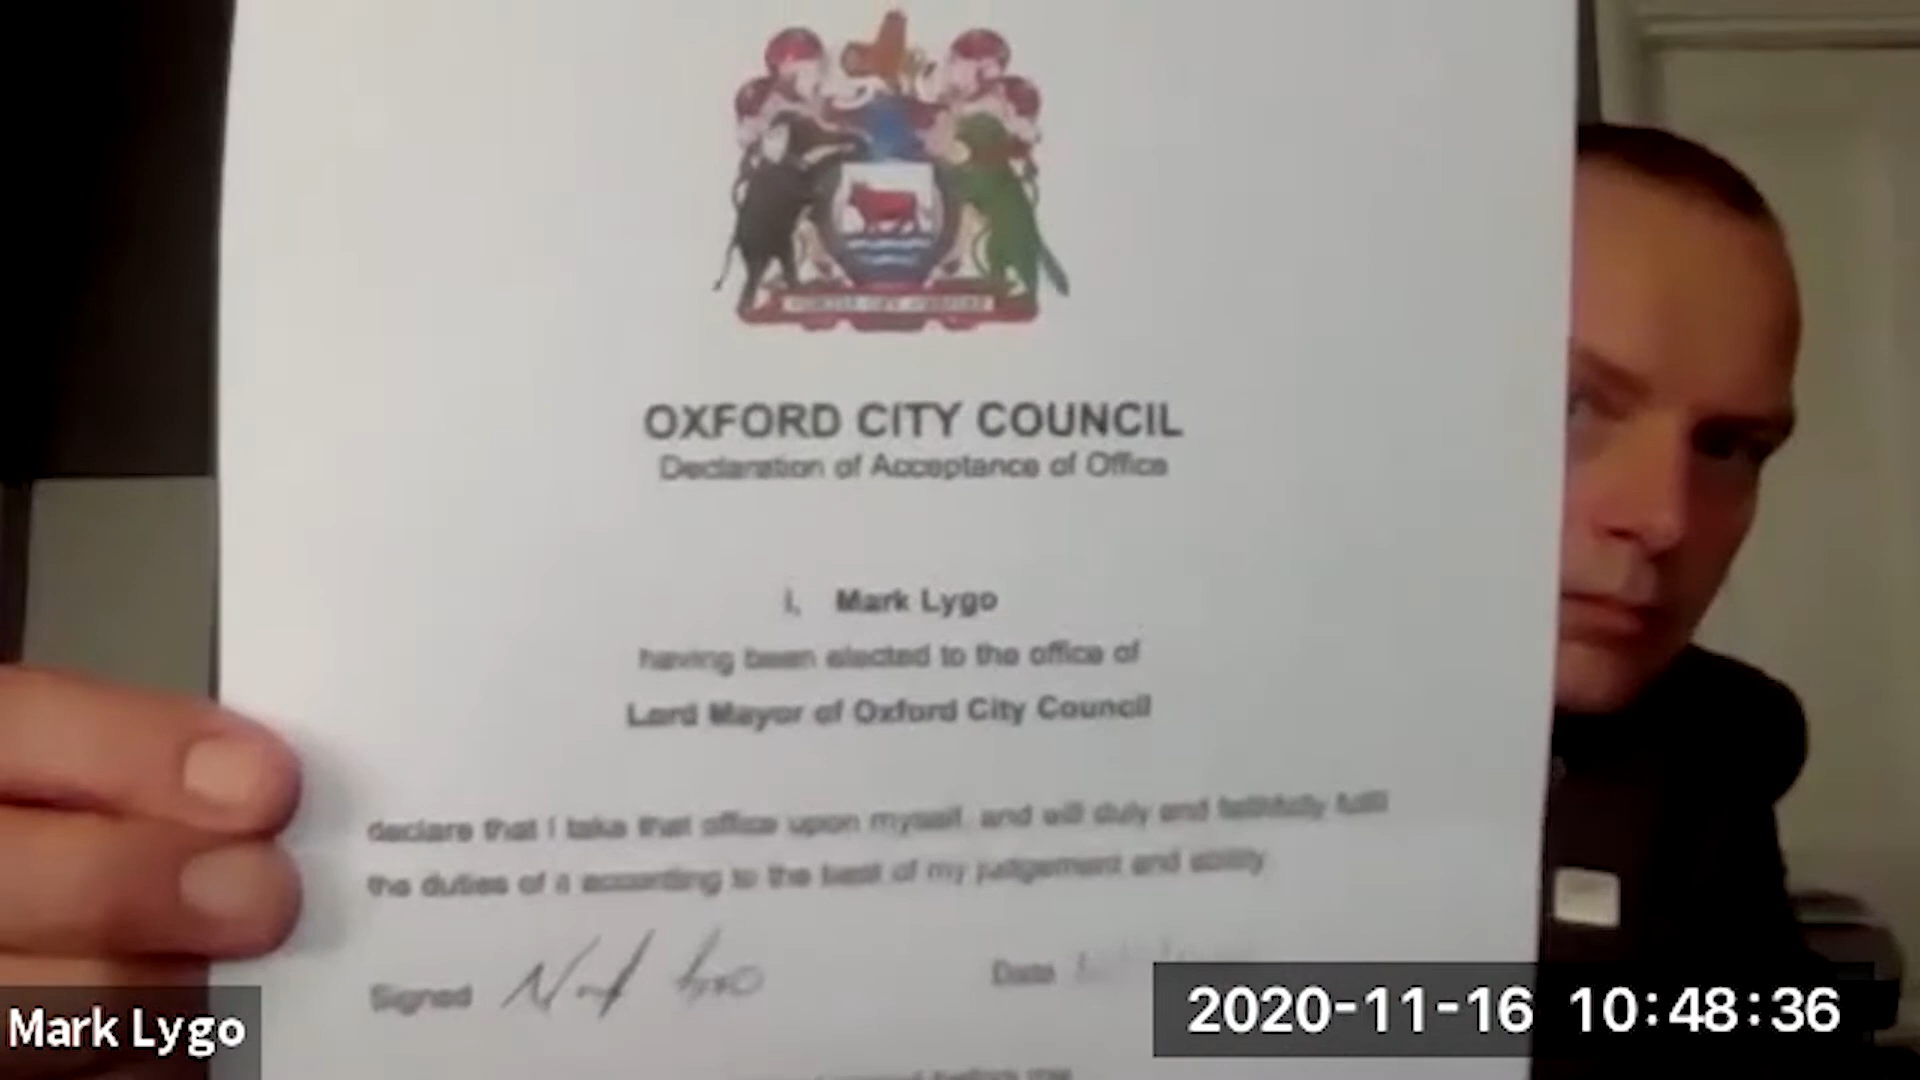 OXFORD CITY COUNCIL
Declaration of Acceptance of Office
I, Mark Lygo
having been elected to the office of
Lord Mayor of Oxford City Council
declare that I take that office upon myself, and will duly and faithfully fulfil
the duties of it according to the best of my judgement and ability
Signed Mark Lygo
Date
Mark Lygo
2020-11-16 10:48:36